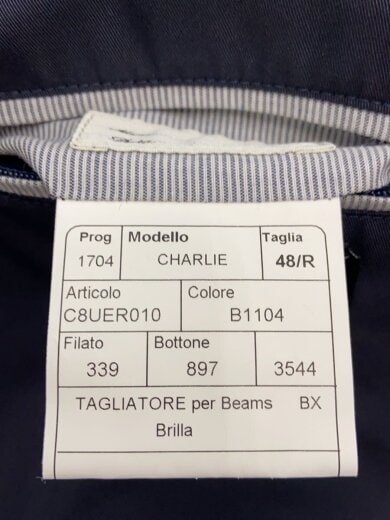 Prog Modello Taglia
1704 CHARLIE 48/R
Articolo Colore
C8UER010 B1104
Filato Bottone
339 897 3544
TAGLIATORE per Beams BX
Brilla